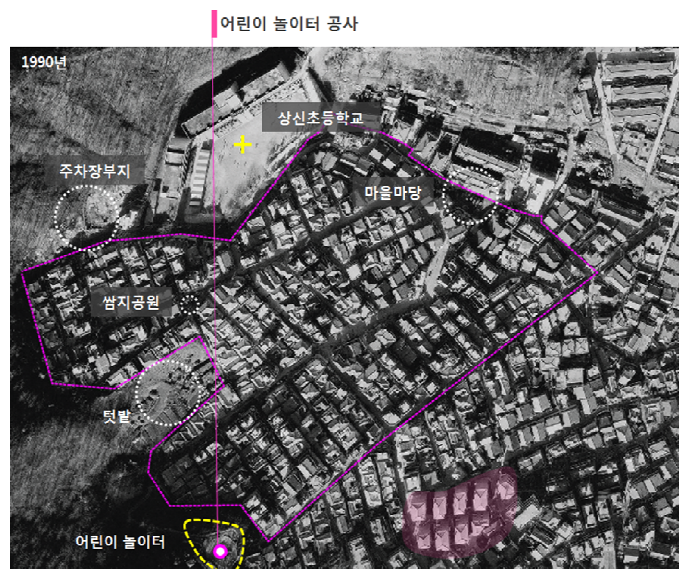 어린이 놀이터 공사
1990년
상신초등학교
주차장부지
마을마당
쌈지공원
텃밭
어린이 놀이터